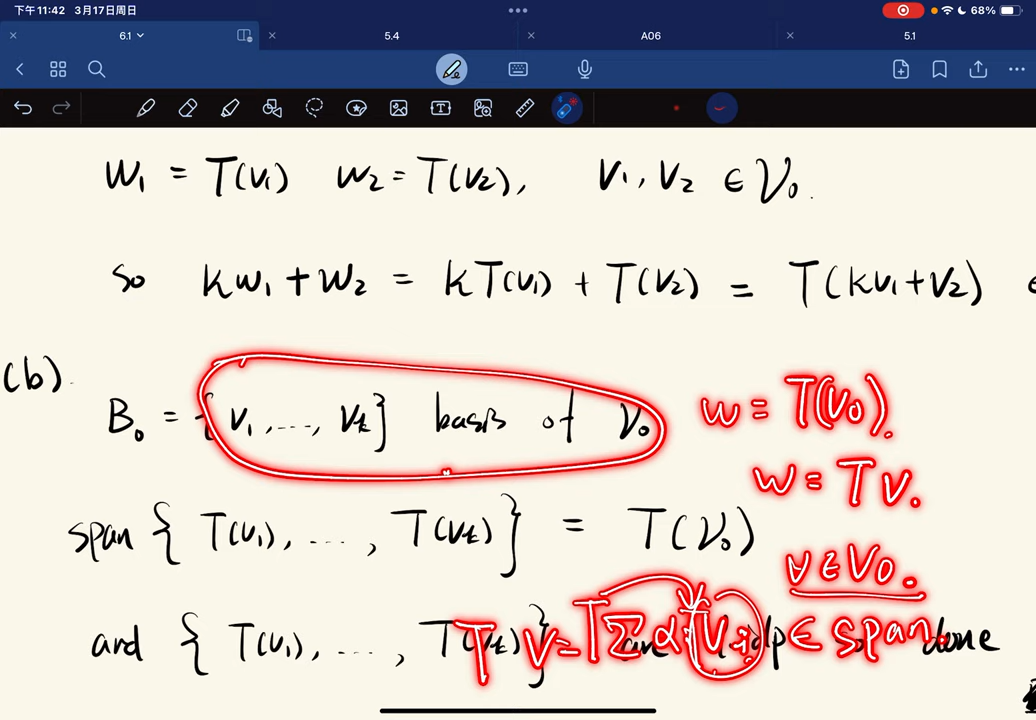 下午11:42 3月17日周日 68%
6.1 5.4 A06 5.1
W₁ = T(v₁) w₂ = T(v₂), v₁, v₂ ∈ V₀.
So kw₁ + w₂ = kT(v₁) + T(v₂) = T(kv₁+v₂) ∈
(b).
B₀ = {v₁, ..., vₖ} basis of V₀
w = T(V₀).
w = Tv.
span { T(v₁), ..., T(vₖ) } = T(V₀)
v ∈ V₀.
and { T(v₁), ..., T(vₖ) }
done
Tv = TΣαᵢ(vᵢ) ∈ span.